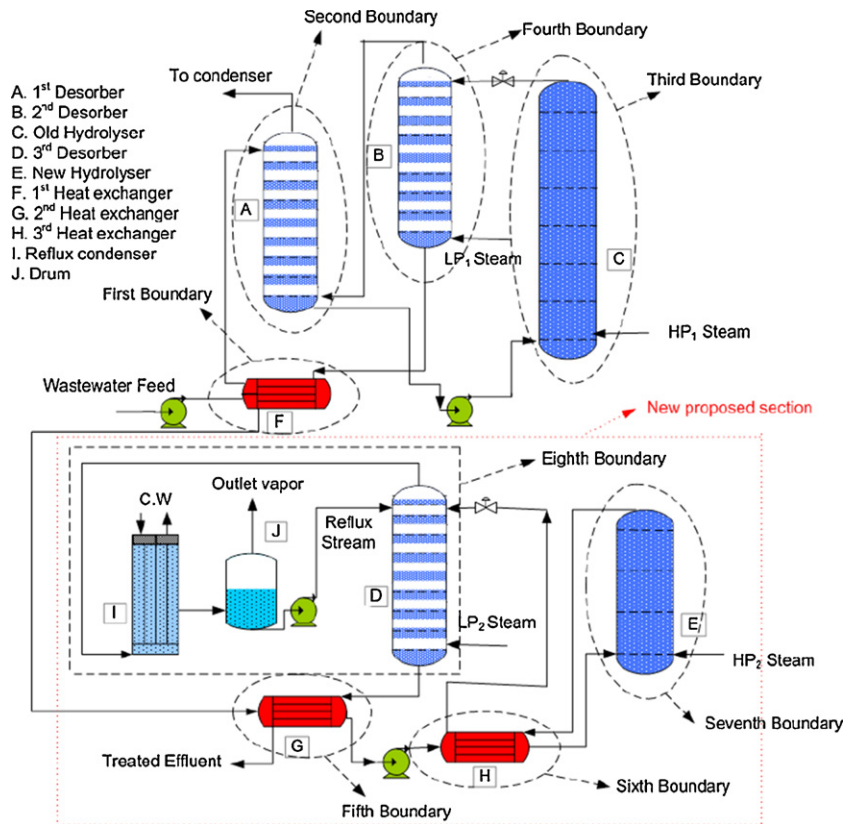 Second Boundary
Fourth Boundary
To condenser
Third Boundary
A. 1st Desorber
B. 2nd Desorber
C. Old Hydrolyser
D. 3rd Desorber
E. New Hydrolyser
F. 1st Heat exchanger
G. 2nd Heat exchanger
H. 3rd Heat exchanger
I. Reflux condenser
J. Drum
B
A
C
LP1 Steam
First Boundary
HP1 Steam
Wastewater Feed
F
New proposed section
Eighth Boundary
Outlet vapor
C.W
J
Reflux
Stream
D
I
LP2 Steam
E
HP2 Steam
G
Seventh Boundary
Treated Effluent
H
Sixth Boundary
Fifth Boundary